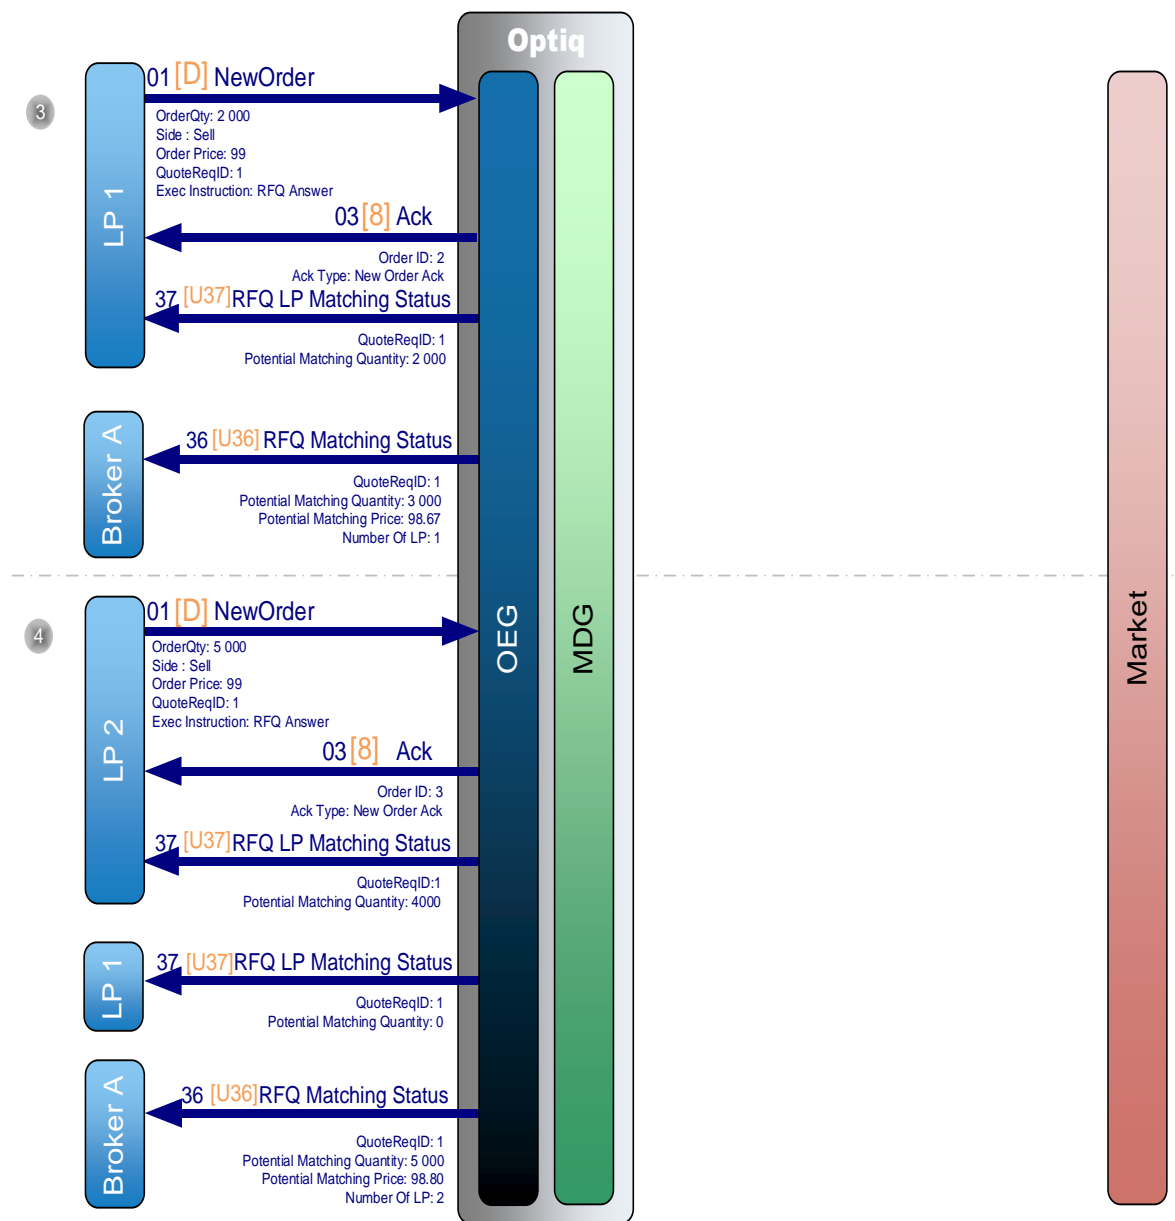 Optiq
3
01 [D] NewOrder
OrderQty: 2 000
Side : Sell
Order Price: 99
QuoteReqID: 1
Exec Instruction: RFQ Answer
LP 1
03 [8] Ack
Order ID: 2
Ack Type: New Order Ack
37 [U37] RFQ LP Matching Status
QuoteReqID: 1
Potential Matching Quantity: 2 000
Broker A
36 [U36] RFQ Matching Status
QuoteReqID: 1
Potential Matching Quantity: 3 000
Potential Matching Price: 98.67
Number Of LP: 1
OEG
MDG
Market
4
01 [D] NewOrder
OrderQty: 5 000
Side : Sell
Order Price: 99
QuoteReqID: 1
Exec Instruction: RFQ Answer
LP 2
03 [8] Ack
Order ID: 3
Ack Type: New Order Ack
37 [U37] RFQ LP Matching Status
QuoteReqID:1
Potential Matching Quantity: 4000
LP 1
37 [U37] RFQ LP Matching Status
QuoteReqID: 1
Potential Matching Quantity: 0
Broker A
36 [U36] RFQ Matching Status
QuoteReqID: 1
Potential Matching Quantity: 5 000
Potential Matching Price: 98.80
Number Of LP: 2